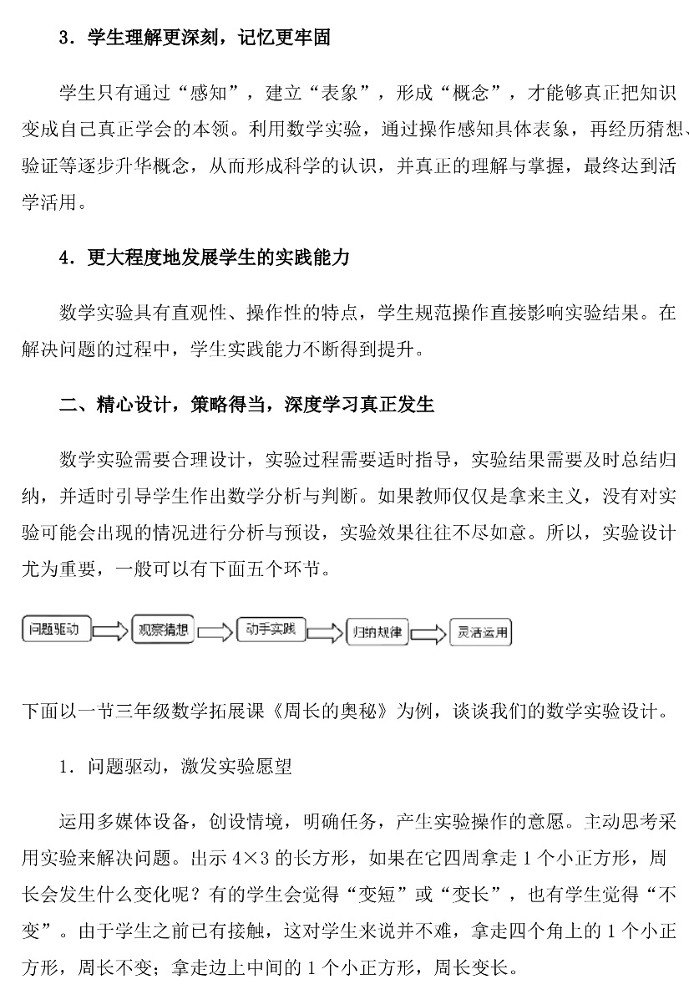 3．学生理解更深刻，记忆更牢固
学生只有通过“感知”，建立“表象”，形成“概念”，才能够真正把知识
变成自己真正学会的本领。利用数学实验，通过操作感知具体表象，再经历猜想、
验证等逐步升华概念，从而形成科学的认识，并真正的理解与掌握，最终达到活
学活用。
4．更大程度地发展学生的实践能力
数学实验具有直观性、操作性的特点，学生规范操作直接影响实验结果。在
解决问题的过程中，学生实践能力不断得到提升。
二、精心设计，策略得当，深度学习真正发生
数学实验需要合理设计，实验过程需要适时指导，实验结果需要及时总结归
纳，并适时引导学生作出数学分析与判断。如果教师仅仅是拿来主义，没有对实
验可能会出现的情况进行分析与预设，实验效果往往不尽如意。所以，实验设计
尤为重要，一般可以有下面五个环节。
问题驱动 观察猜想 动手实践 归纳规律 灵活运用
下面以一节三年级数学拓展课《周长的奥秘》为例，谈谈我们的数学实验设计。
1．问题驱动，激发实验愿望
运用多媒体设备，创设情境，明确任务，产生实验操作的意愿。主动思考采
用实验来解决问题。出示 4×3 的长方形，如果在它四周拿走 1 个小正方形，周
长会发生什么变化呢？有的学生会觉得“变短”或“变长”，也有学生觉得“不
变”。由于学生之前已有接触，这对学生来说并不难，拿走四个角上的 1 个小正
方形，周长不变；拿走边上中间的 1 个小正方形，周长变长。